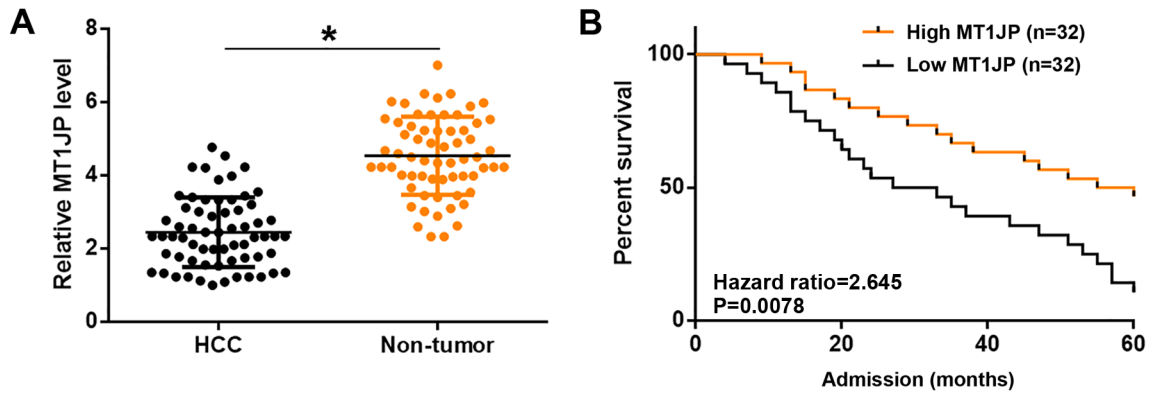 A
Relative MT1JP level
8
6
4
2
0
*
HCC
Non-tumor
B
Percent survival
100
50
0
High MT1JP (n=32)
Low MT1JP (n=32)
Hazard ratio=2.645
P=0.0078
0
20
40
60
Admission (months)